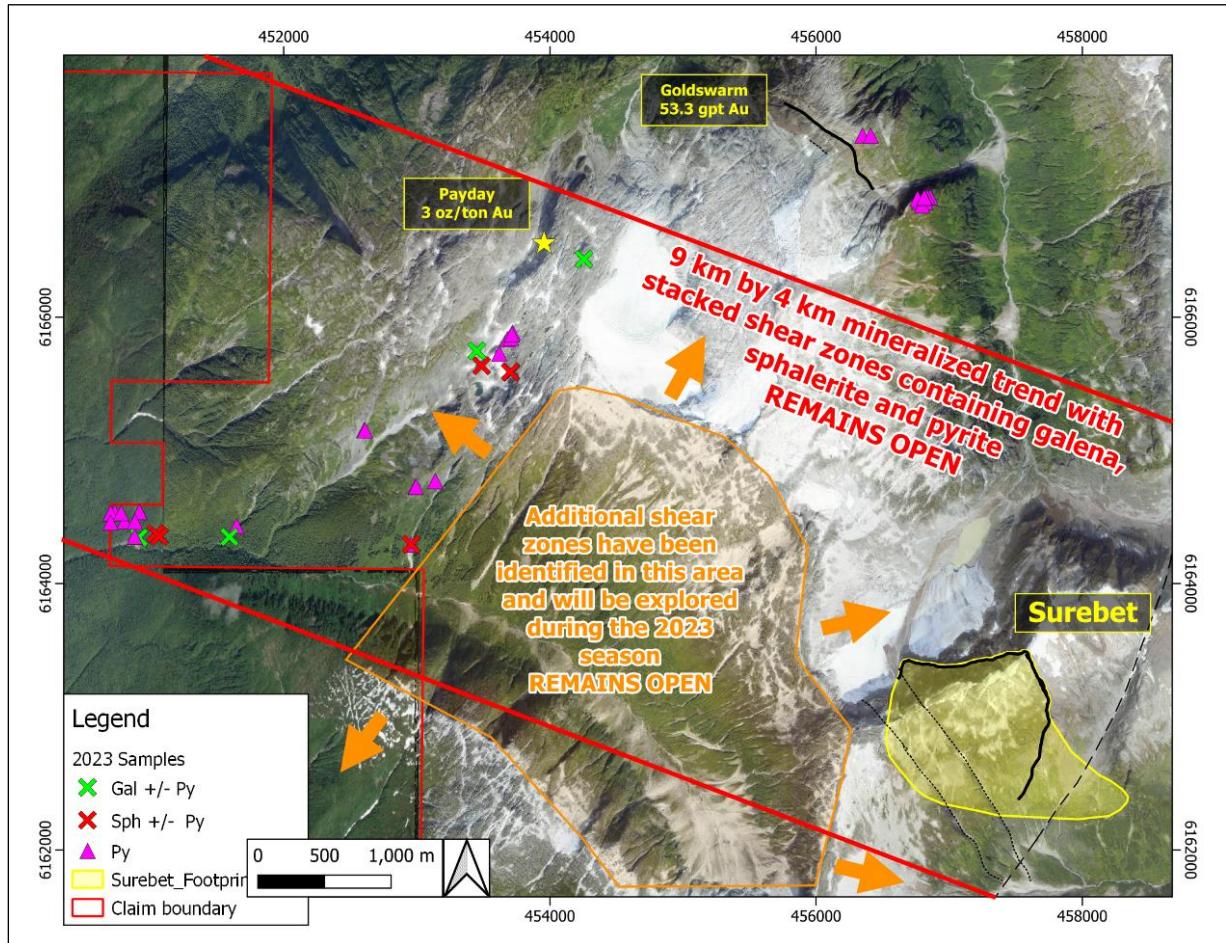 452000
454000
456000
458000
Goldswarm
53.3 gpt Au
Payday
3 oz/ton Au
6166000
6166000
9 km by 4 km mineralized trend with
stacked shear zones containing galena,
sphalerite and pyrite
REMAINS OPEN
Additional shear
zones have been
identified in this area
and will be explored
during the 2023
season
REMAINS OPEN
6164000
6164000
Surebet
Legend
2023 Samples
Gal +/- Py
Sph +/- Py
Py
Surebet_Footprin
Claim boundary
0 500 1,000 m
6162000
6162000
454000
456000
458000